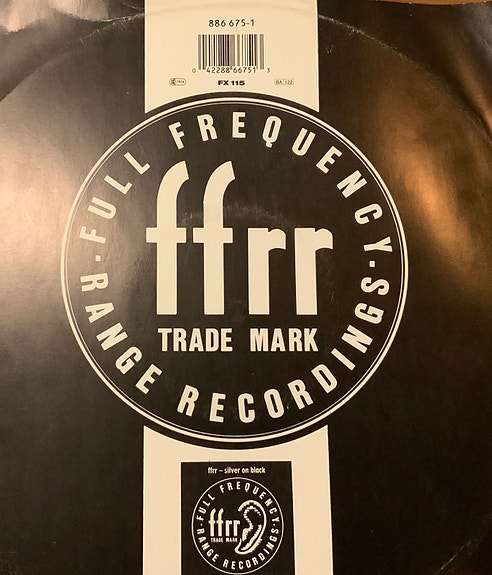 886 675-1
0 42288 66751 3
FX 115
BA 122
FULL FREQUENCY
ffrr
TRADE MARK
RANGE RECORDINGS
ffrr – silver on black
FULL FREQUENCY
ffrr
TRADE MARK
RANGE RECORDINGS